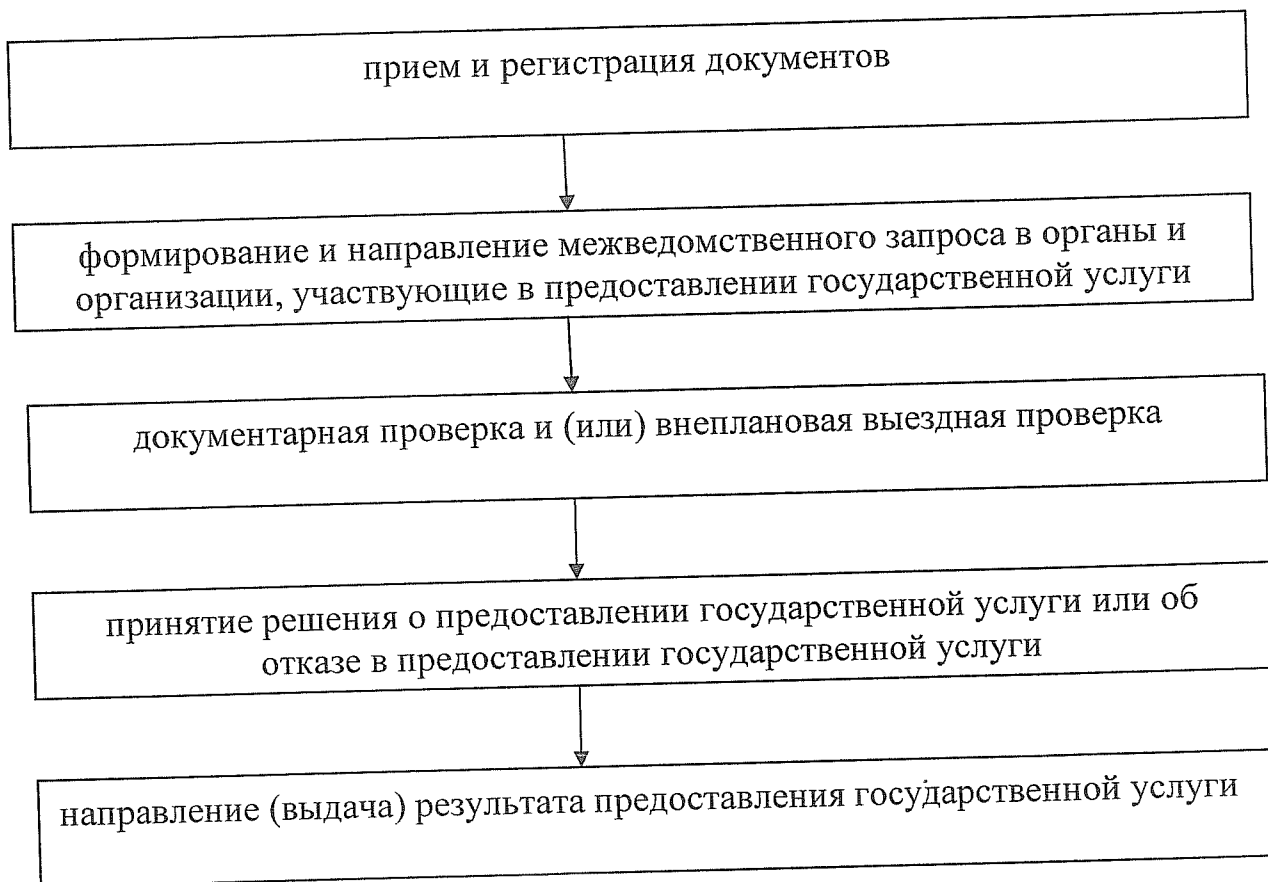 прием и регистрация документов
формирование и направление межведомственного запроса в органы и
организации, участвующие в предоставлении государственной услуги
документарная проверка и (или) внеплановая выездная проверка
принятие решения о предоставлении государственной услуги или об
отказе в предоставлении государственной услуги
направление (выдача) результата предоставления государственной услуги